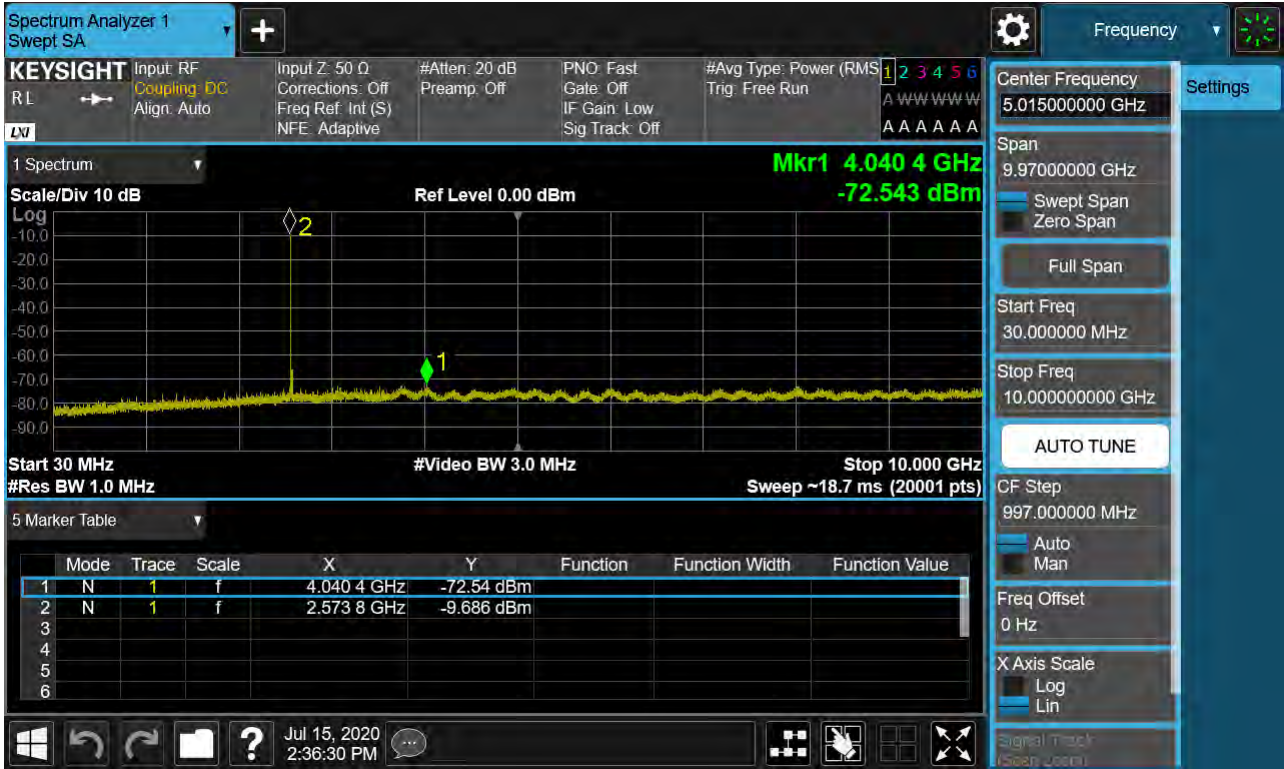 Spectrum Analyzer 1
Swept SA
Frequency
KEYSIGHT
RL
LXI
Input: RF
Coupling: DC
Align: Auto
Input Z: 50 Ω
Corrections: Off
Freq Ref: Int (S)
NFE: Adaptive
#Atten: 20 dB
Preamp: Off
PNO: Fast
Gate: Off
IF Gain: Low
Sig Track: Off
#Avg Type: Power (RMS
Trig: Free Run
1 2 3 4 5 6
A W W W W W
A A A A A A
1 Spectrum
Scale/Div 10 dB
Ref Level 0.00 dBm
Mkr1 4.040 4 GHz
-72.543 dBm
Log
-10.0
-20.0
-30.0
-40.0
-50.0
-60.0
-70.0
-80.0
-90.0
2
1
Start 30 MHz
#Video BW 3.0 MHz
Stop 10.000 GHz
#Res BW 1.0 MHz
Sweep ~18.7 ms (20001 pts)
5 Marker Table
Mode Trace Scale X Y Function Function Width Function Value
1 N 1 f 4.040 4 GHz -72.54 dBm
2 N 1 f 2.573 8 GHz -9.686 dBm
3
4
5
6
?
Jul 15, 2020
2:36:30 PM
Center Frequency
5.015000000 GHz
Settings
Span
9.97000000 GHz
Swept Span
Zero Span
Full Span
Start Freq
30.000000 MHz
Stop Freq
10.000000000 GHz
AUTO TUNE
CF Step
997.000000 MHz
Auto
Man
Freq Offset
0 Hz
X Axis Scale
Log
Lin
Signal Track
(Span Zoom)